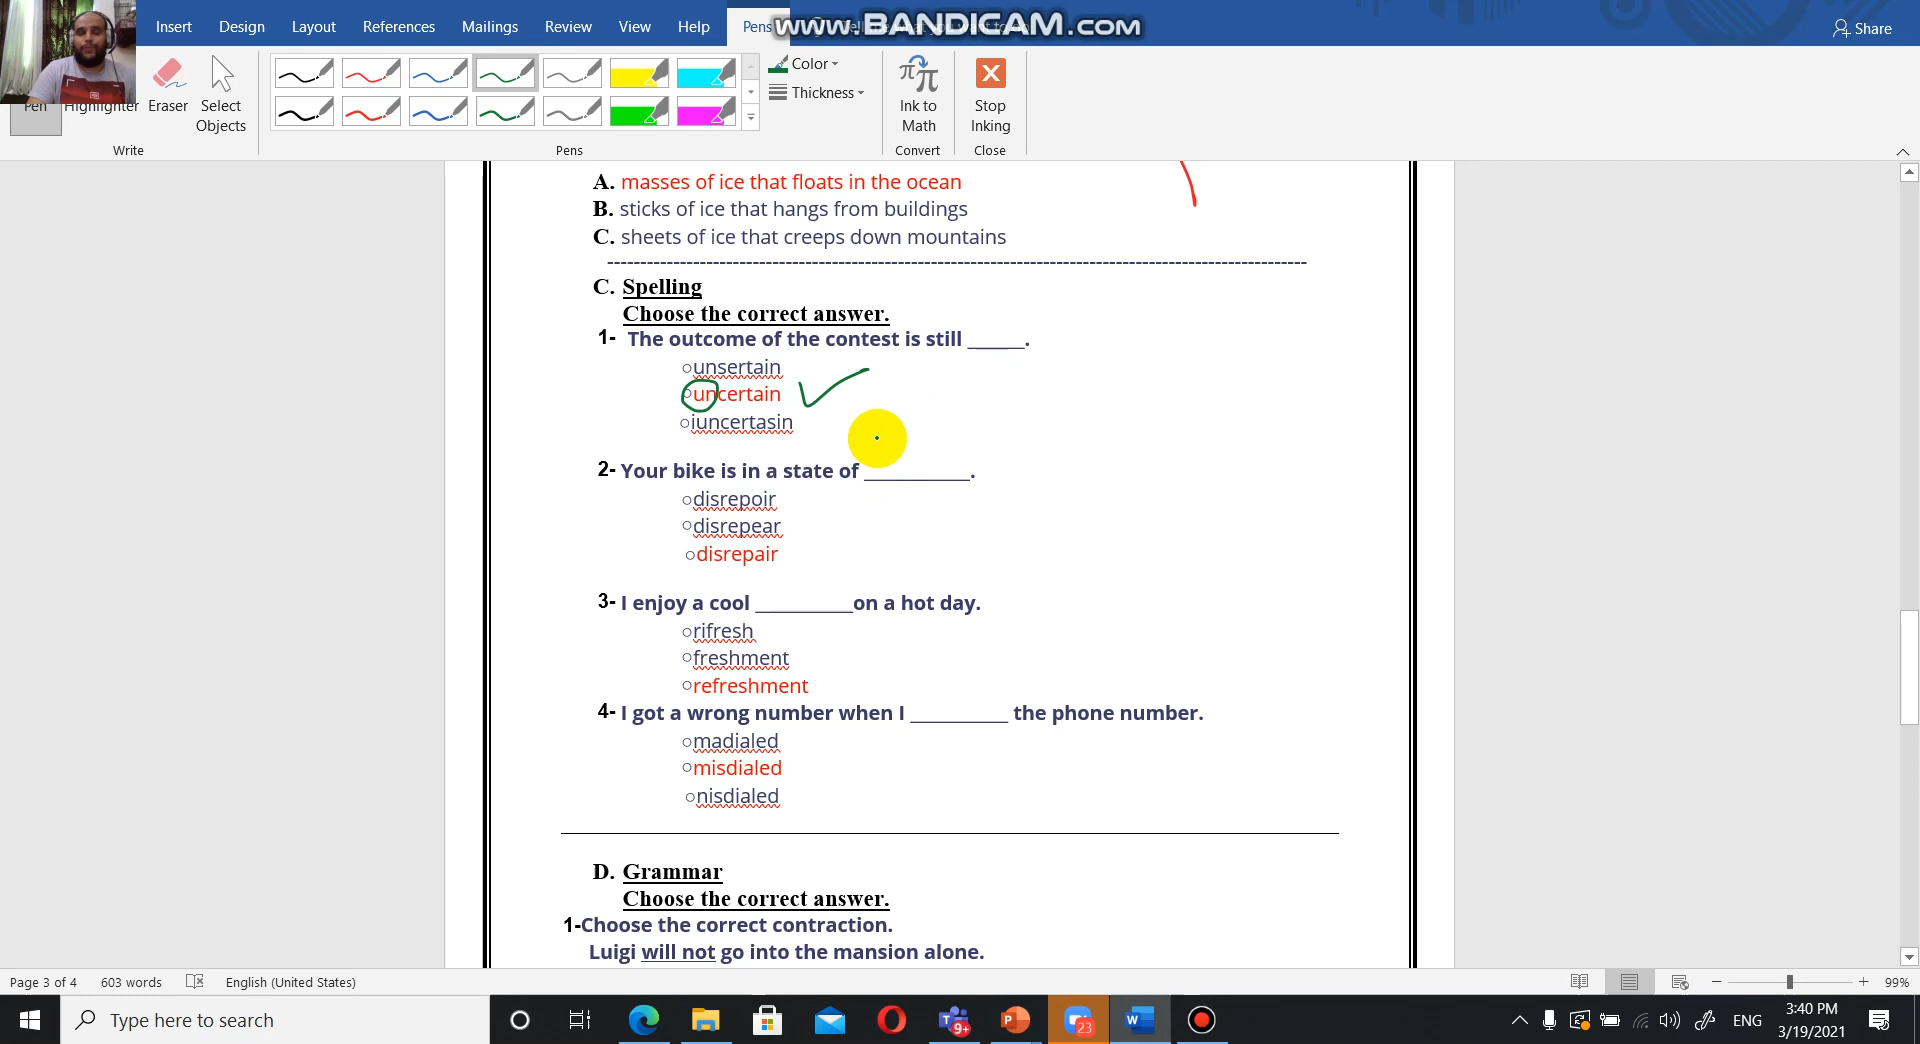 Insert Design Layout References Mailings Review View Help Pens
www.BANDICAM.com
Share
Pen Highlighter Eraser Select Objects
Color
Thickness
Ink to Math
Stop Inking
Write Pens Convert Close
A. masses of ice that floats in the ocean
B. sticks of ice that hangs from buildings
C. sheets of ice that creeps down mountains
C. Spelling
Choose the correct answer.
1- The outcome of the contest is still ______.
unsertain
uncertain
iuncertasin
2- Your bike is in a state of ___________.
disrepoir
disrepear
disrepair
3- I enjoy a cool __________on a hot day.
rifresh
freshment
refreshment
4- I got a wrong number when I __________ the phone number.
madialed
misdialed
nisdialed
D. Grammar
Choose the correct answer.
1-Choose the correct contraction.
Luigi will not go into the mansion alone.
Page 3 of 4 603 words English (United States) 99%
Type here to search
9+
23
ENG
3:40 PM
3/19/2021